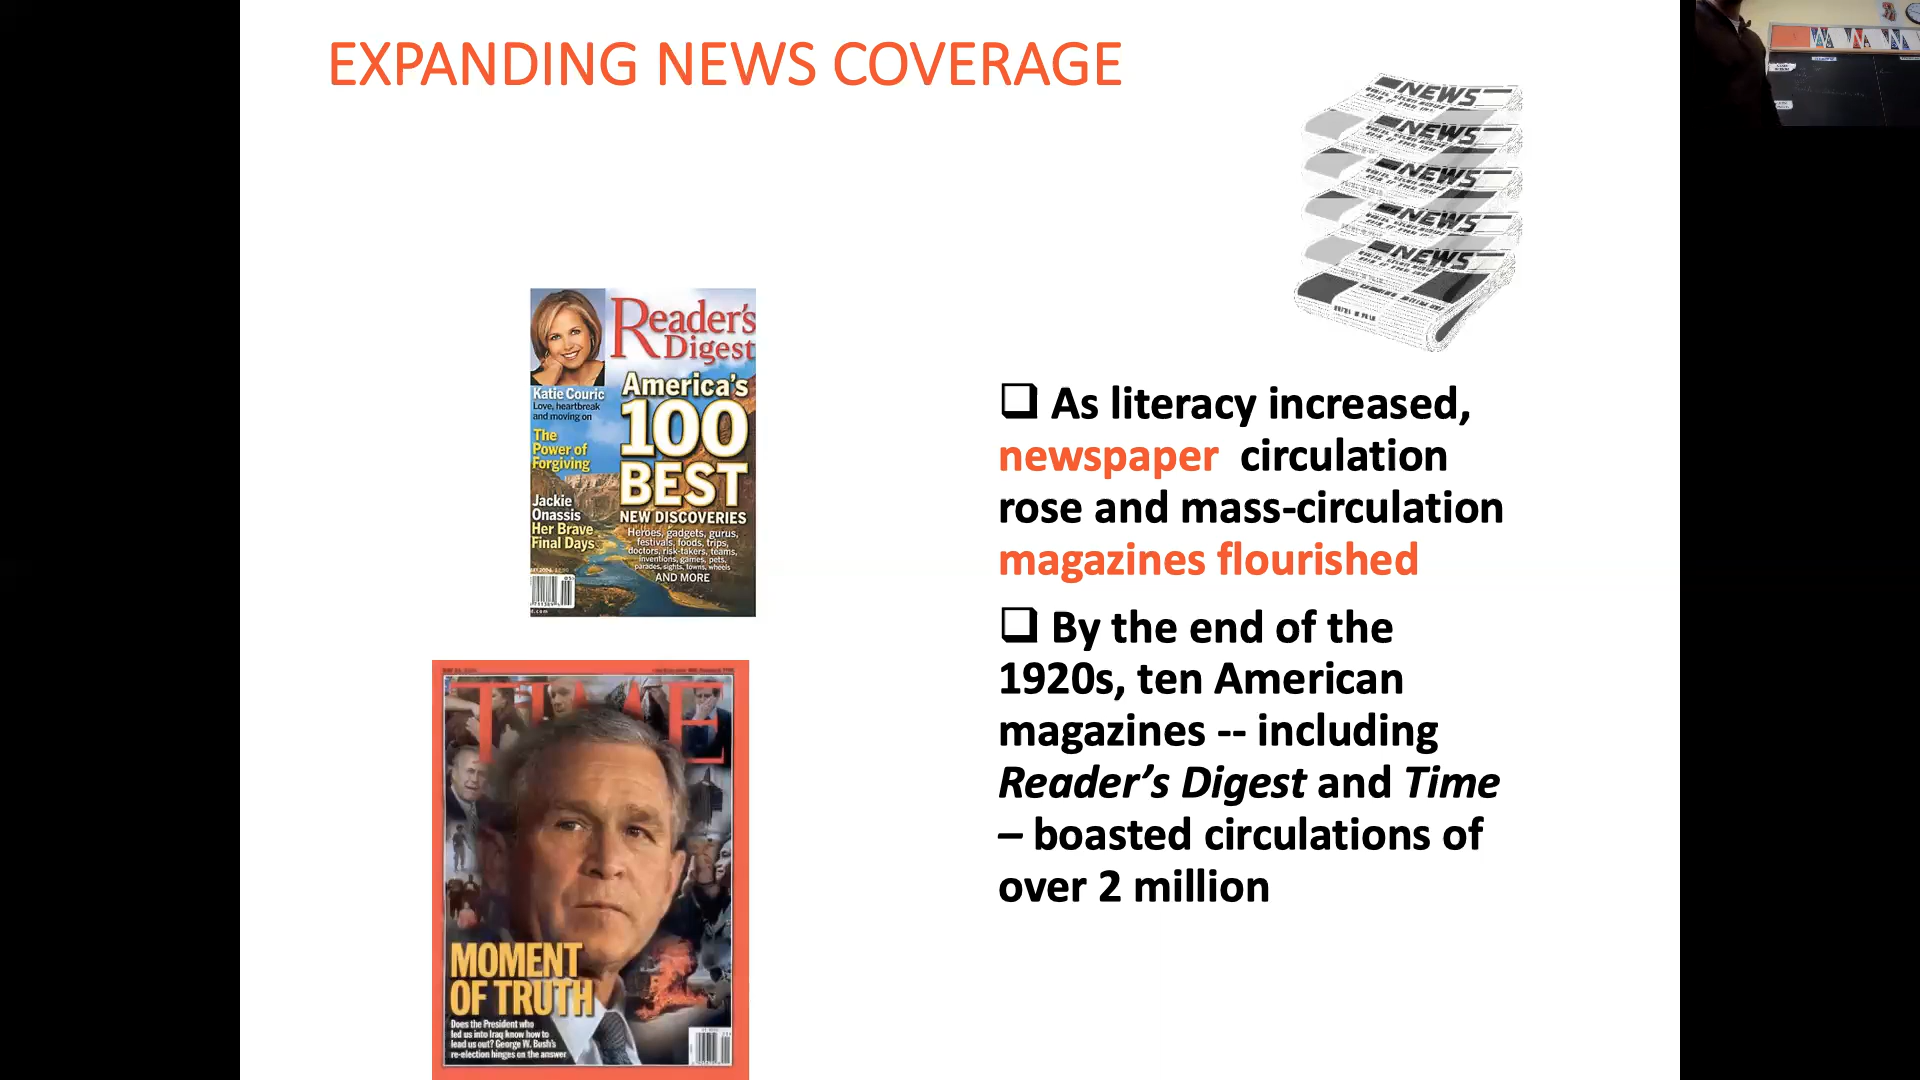 EXPANDING NEWS COVERAGE
NEWS
NEWS
NEWS
NEWS
NEWS
Reader's
Digest
Katie Couric
Love, heartbreak
and moving on
The
Power of
Forgiving
Jackie
Onassis
Her Brave
Final Days
America's
100
BEST
NEW DISCOVERIES
Heroes, gadgets, gurus,
festivals, foods, trips,
doctors, risk-takers, teams,
inventions, games, pets,
parades, sights, towns, wheels
AND MORE
❑ As literacy increased,
newspaper circulation
rose and mass-circulation
magazines flourished
❑ By the end of the
1920s, ten American
magazines -- including
Reader's Digest and Time
– boasted circulations of
over 2 million
TIME
MOMENT
OF TRUTH
Does the President who
led us into Iraq know how to
lead us out? George W. Bush's
re-election hinges on the answer